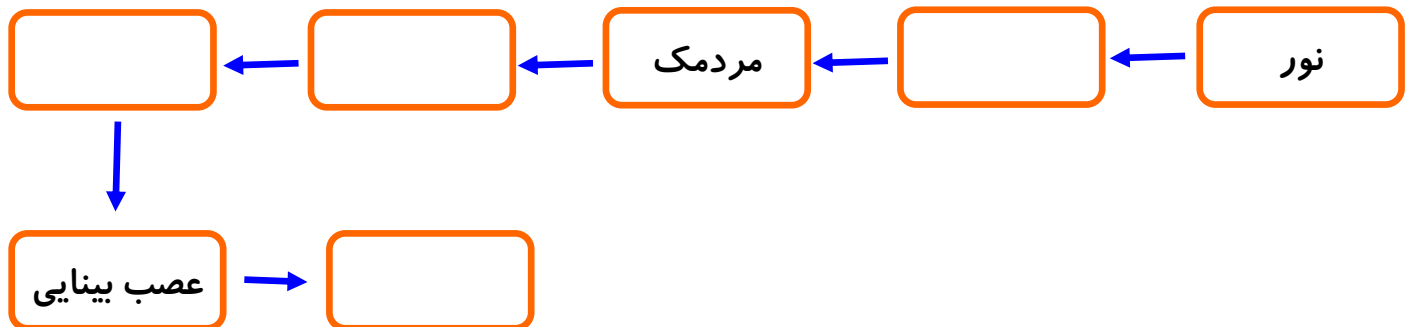 نور
مردمک
عصب بینایی